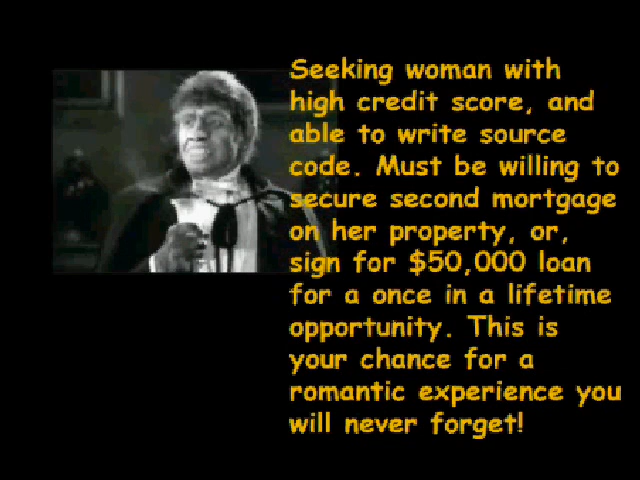 Seeking woman with
high credit score, and
able to write source
code. Must be willing to
secure second mortgage
on her property, or,
sign for $50,000 loan
for a once in a lifetime
opportunity. This is
your chance for a
romantic experience you
will never forget!